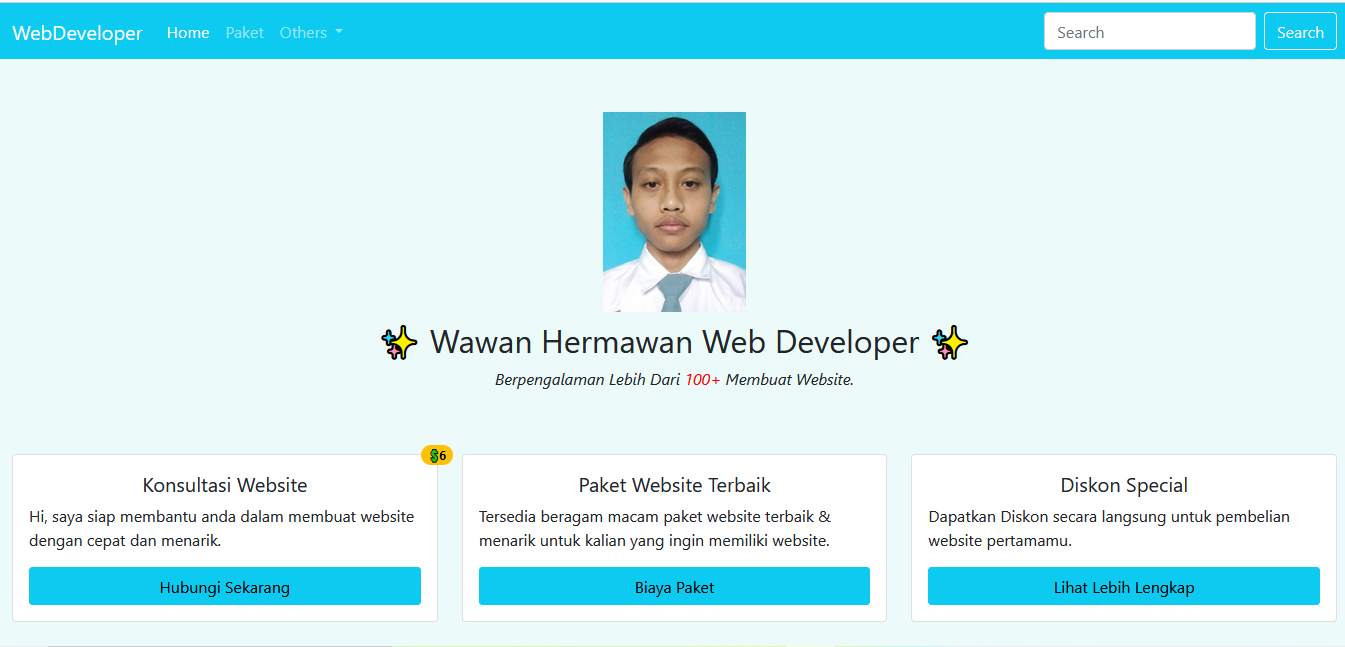 WebDeveloper Home Paket Others Search Search
✨ Wawan Hermawan Web Developer ✨
Berpengalaman Lebih Dari 100+ Membuat Website.
💲6
Konsultasi Website
Hi, saya siap membantu anda dalam membuat website
dengan cepat dan menarik.
Hubungi Sekarang
Paket Website Terbaik
Tersedia beragam macam paket website terbaik &
menarik untuk kalian yang ingin memiliki website.
Biaya Paket
Diskon Special
Dapatkan Diskon secara langsung untuk pembelian
website pertamamu.
Lihat Lebih Lengkap